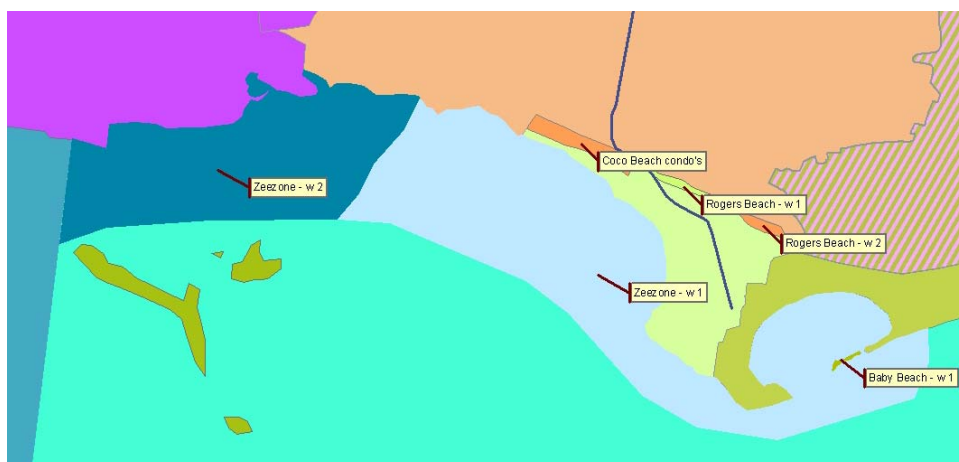 Coco Beach condo's
Zeezone - w 2
Rogers Beach - w 1
Rogers Beach - w 2
Zeezone - w 1
Baby Beach - w 1